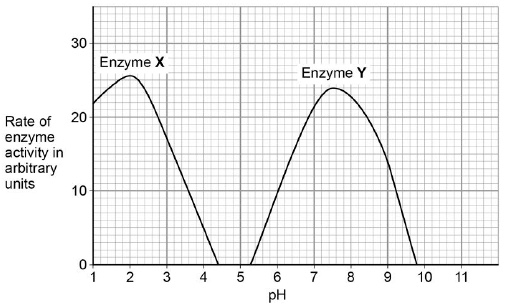 30
Enzyme X
Enzyme Y
Rate of
enzyme
activity in
arbitrary
units
20
10
0
1 2 3 4 5 6 7 8 9 10 11
pH